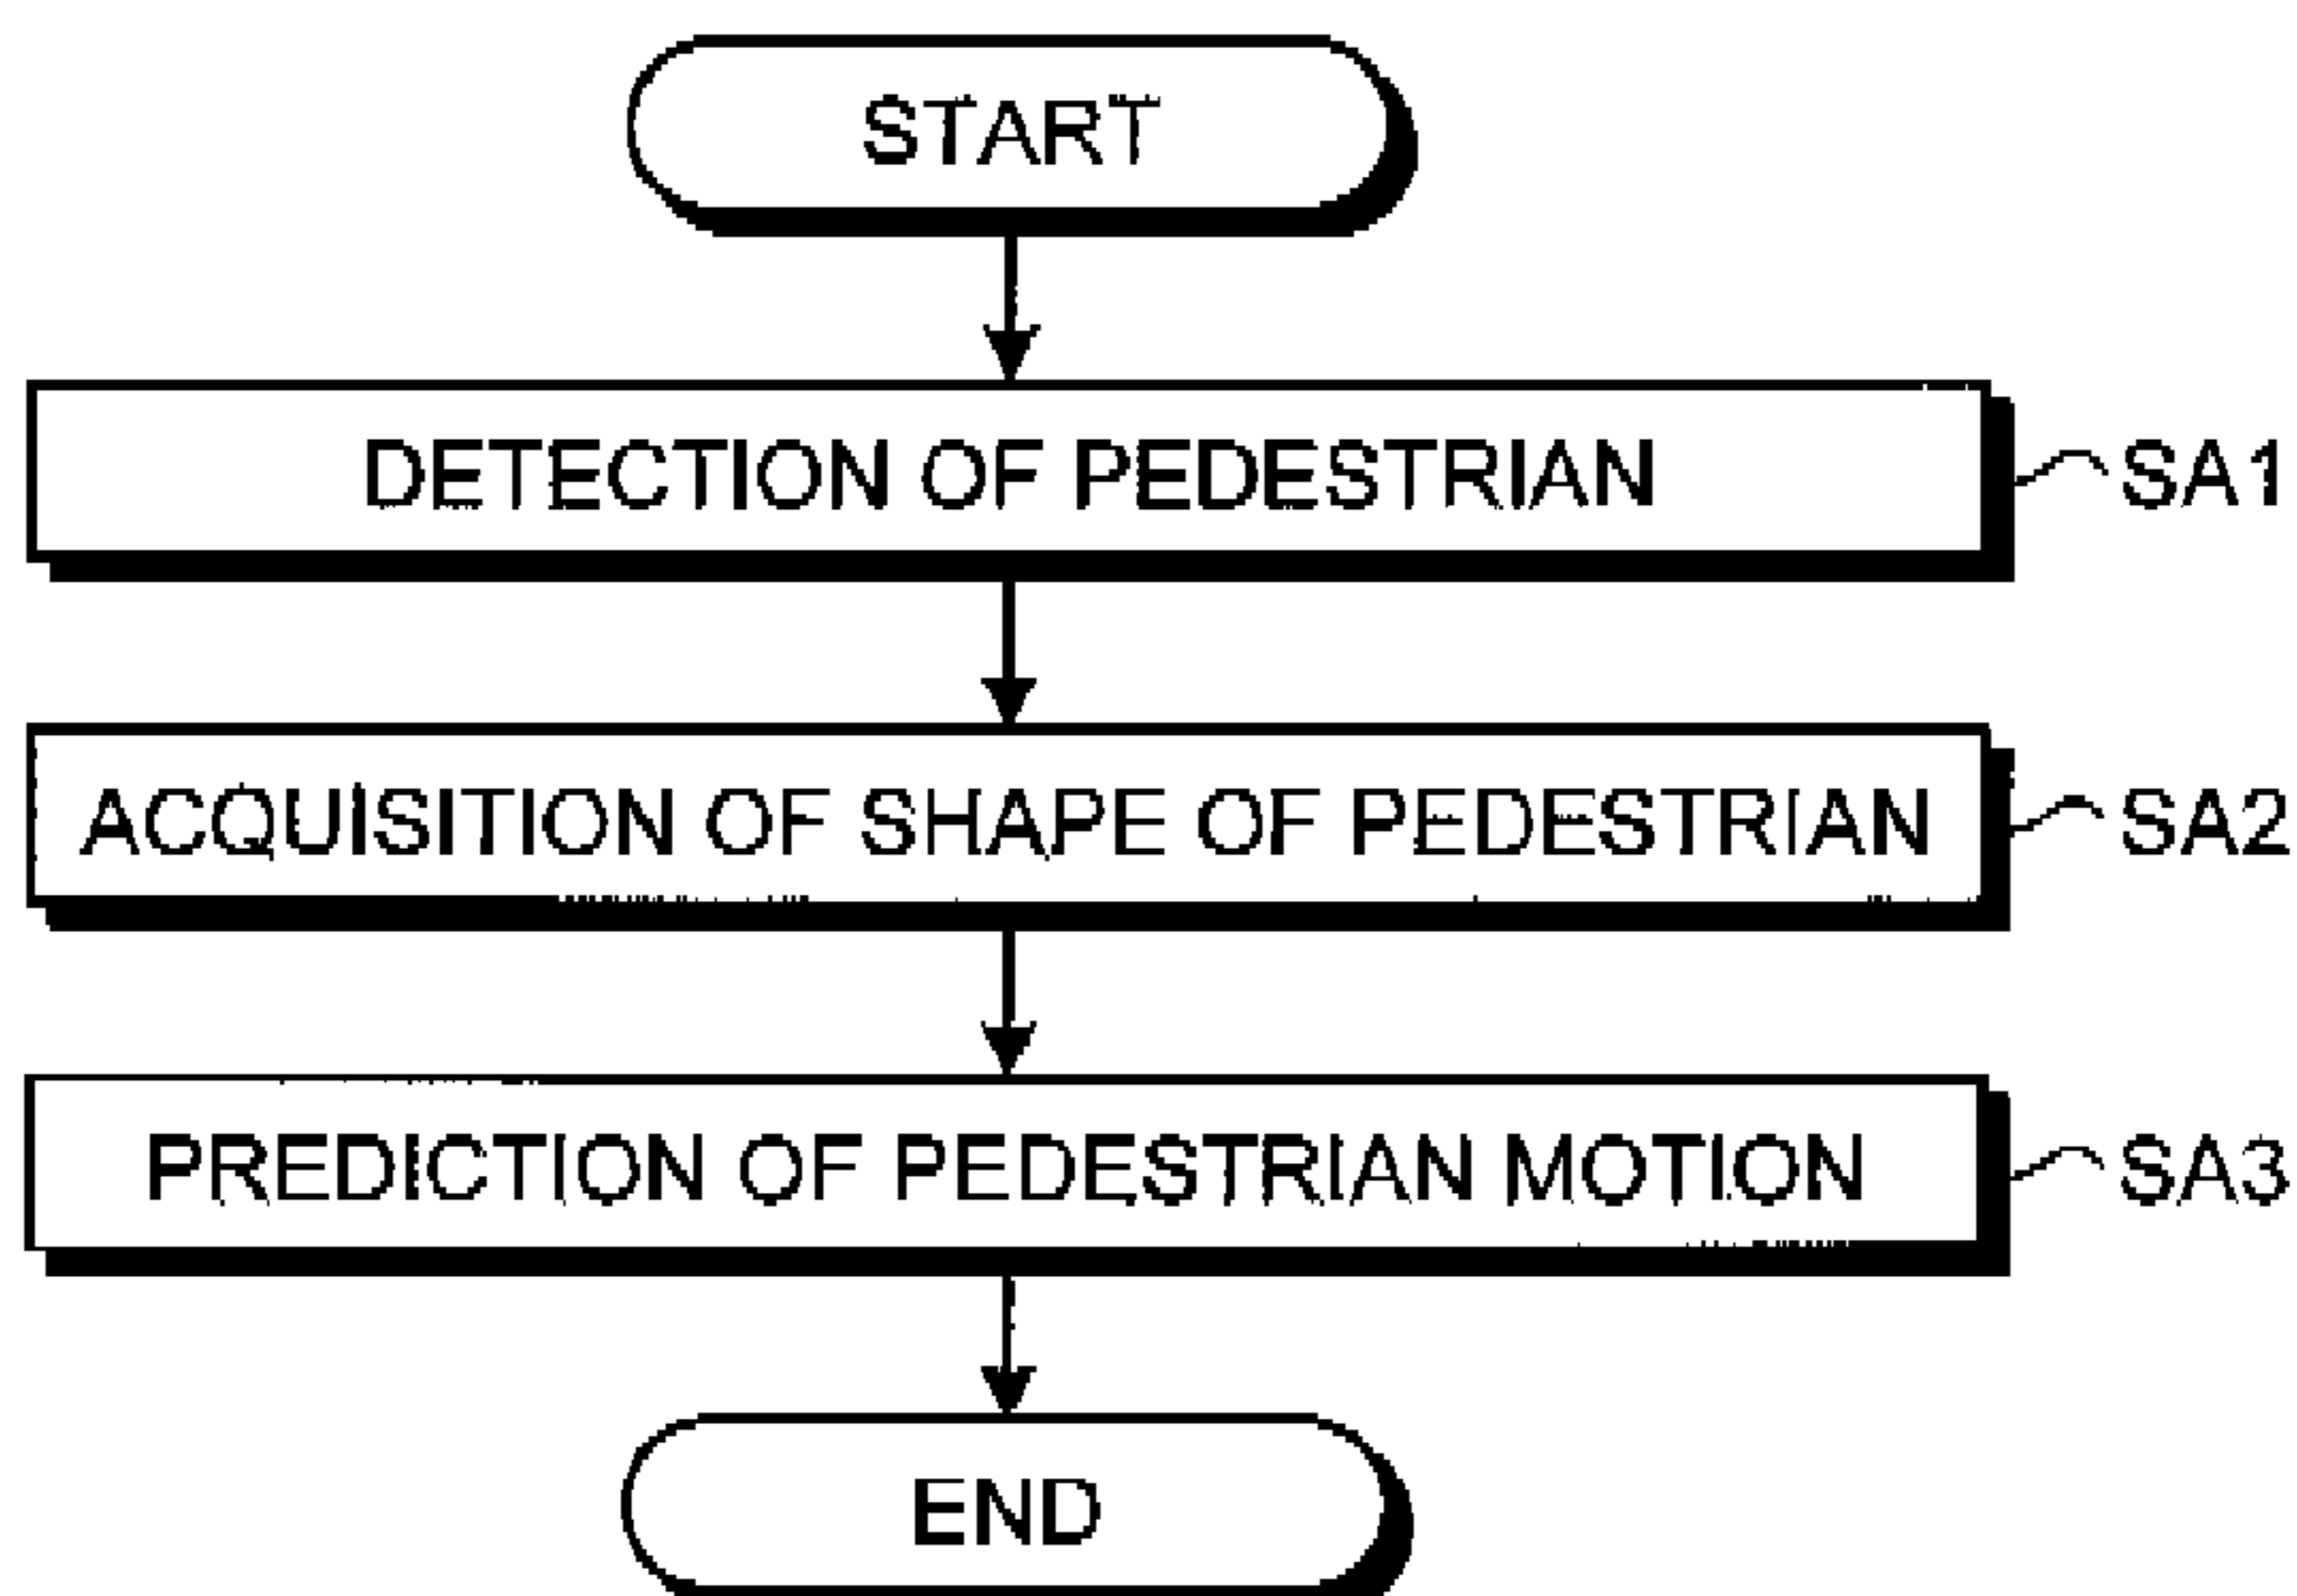 START
DETECTION OF PEDESTRIAN
SA1
ACQUISITION OF SHAPE OF PEDESTRIAN
SA2
PREDICTION OF PEDESTRIAN MOTION
SA3
END